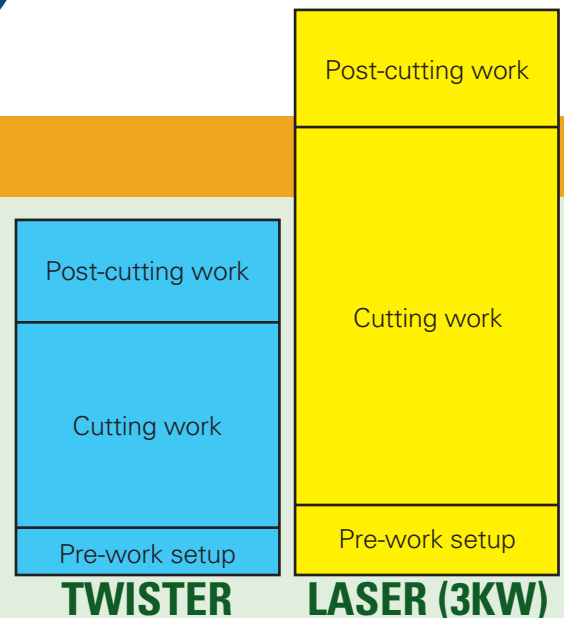 Post-cutting work
Cutting work
Pre-work setup
TWISTER
Post-cutting work
Cutting work
Pre-work setup
LASER (3KW)